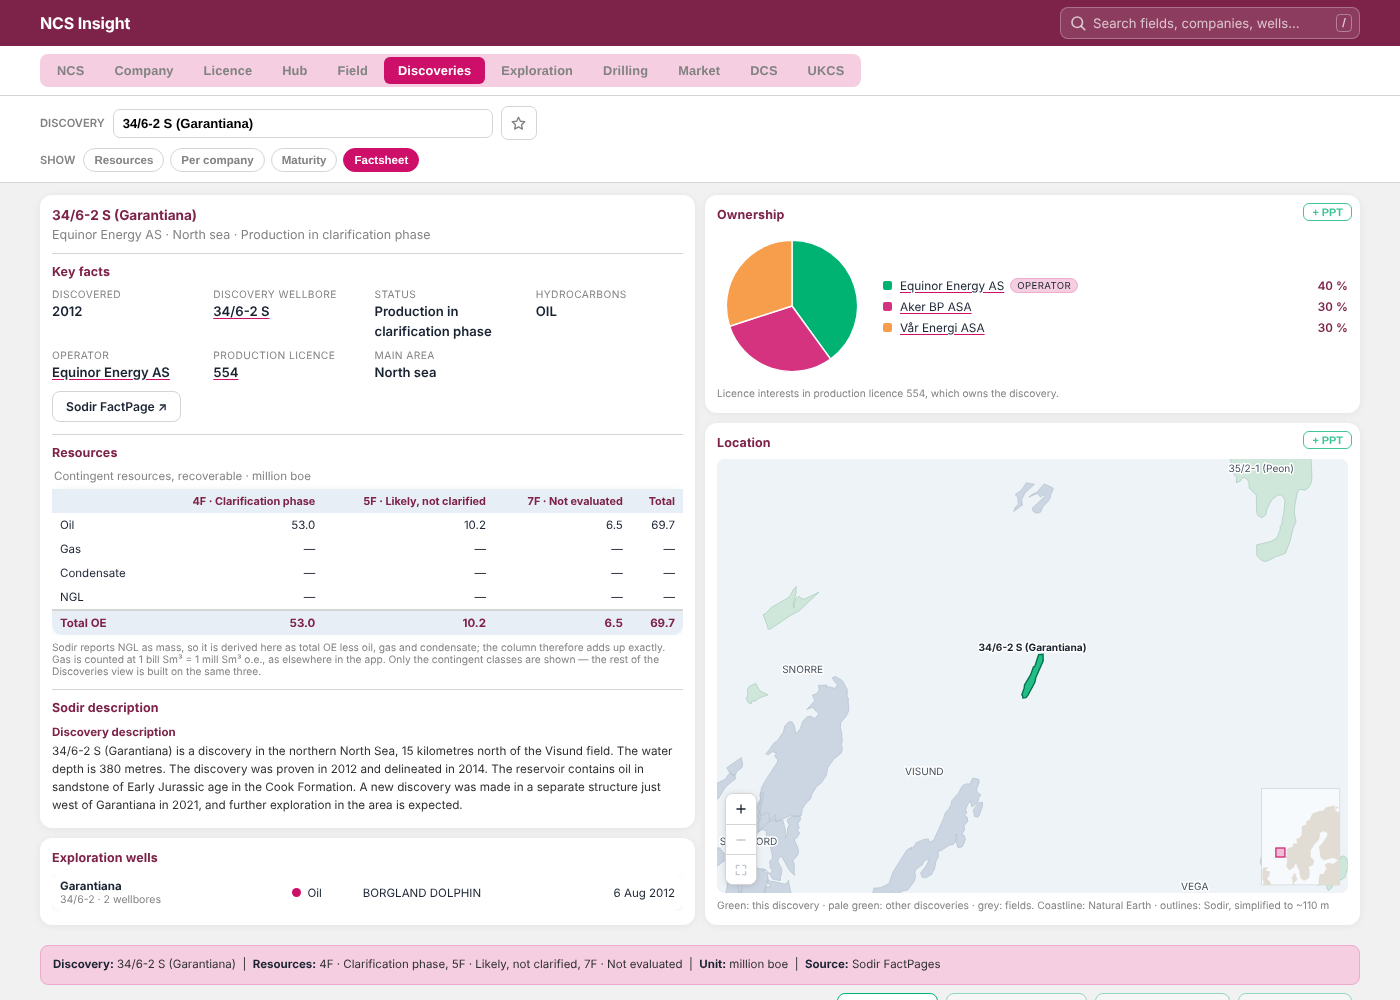 NCS Insight
Search fields, companies, wells...
/
NCS Company Licence Hub Field Discoveries Exploration Drilling Market DCS UKCS
DISCOVERY 34/6-2 S (Garantiana)
SHOW Resources Per company Maturity Factsheet
34/6-2 S (Garantiana)
Equinor Energy AS · North sea · Production in clarification phase
Key facts
DISCOVERED DISCOVERY WELLBORE STATUS HYDROCARBONS
2012 34/6-2 S Production in clarification phase OIL
OPERATOR PRODUCTION LICENCE MAIN AREA
Equinor Energy AS 554 North sea
Sodir FactPage ↗
Resources
Contingent resources, recoverable · million boe
4F · Clarification phase 5F · Likely, not clarified 7F · Not evaluated Total
Oil 53.0 10.2 6.5 69.7
Gas — — — —
Condensate — — — —
NGL — — — —
Total OE 53.0 10.2 6.5 69.7
Sodir reports NGL as mass, so it is derived here as total OE less oil, gas and condensate; the column therefore adds up exactly.
Gas is counted at 1 bill Sm³ = 1 mill Sm³ o.e., as elsewhere in the app. Only the contingent classes are shown — the rest of the
Discoveries view is built on the same three.
Sodir description
Discovery description
34/6-2 S (Garantiana) is a discovery in the northern North Sea, 15 kilometres north of the Visund field. The water
depth is 380 metres. The discovery was proven in 2012 and delineated in 2014. The reservoir contains oil in
sandstone of Early Jurassic age in the Cook Formation. A new discovery was made in a separate structure just
west of Garantiana in 2021, and further exploration in the area is expected.
Exploration wells
Garantiana
34/6-2 · 2 wellbores
Oil BORGLAND DOLPHIN 6 Aug 2012
Ownership
+ PPT
Equinor Energy AS OPERATOR 40 %
Aker BP ASA 30 %
Vår Energi ASA 30 %
Licence interests in production licence 554, which owns the discovery.
Location
+ PPT
35/2-1 (Peon)
34/6-2 S (Garantiana)
SNORRE
VISUND
VEGA
+
−
Green: this discovery · pale green: other discoveries · grey: fields. Coastline: Natural Earth · outlines: Sodir, simplified to ~110 m
Discovery: 34/6-2 S (Garantiana) | Resources: 4F · Clarification phase, 5F · Likely, not clarified, 7F · Not evaluated | Unit: million boe | Source: Sodir FactPages